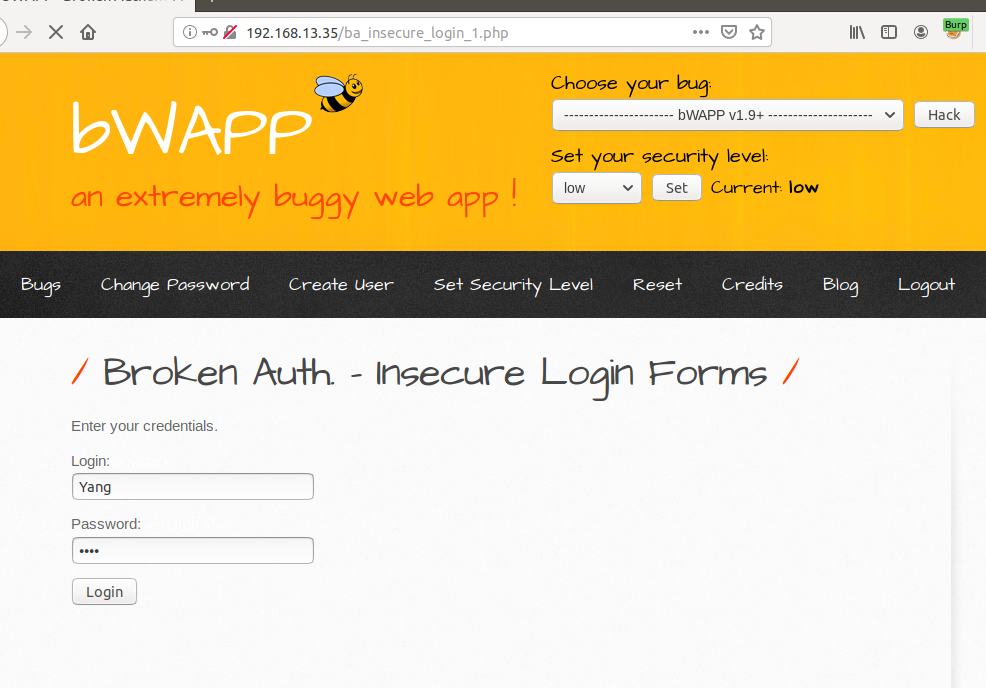 192.168.13.35/ba_insecure_login_1.php
Burp
bWAPP
an extremely buggy web app !
Choose your bug:
---------------------- bWAPP v1.9+ ---------------------
Hack
Set your security level:
low
Set
Current: low
Bugs
Change Password
Create User
Set Security Level
Reset
Credits
Blog
Logout
/ Broken Auth. - Insecure Login Forms /
Enter your credentials.
Login:
Yang
Password:
••••
Login